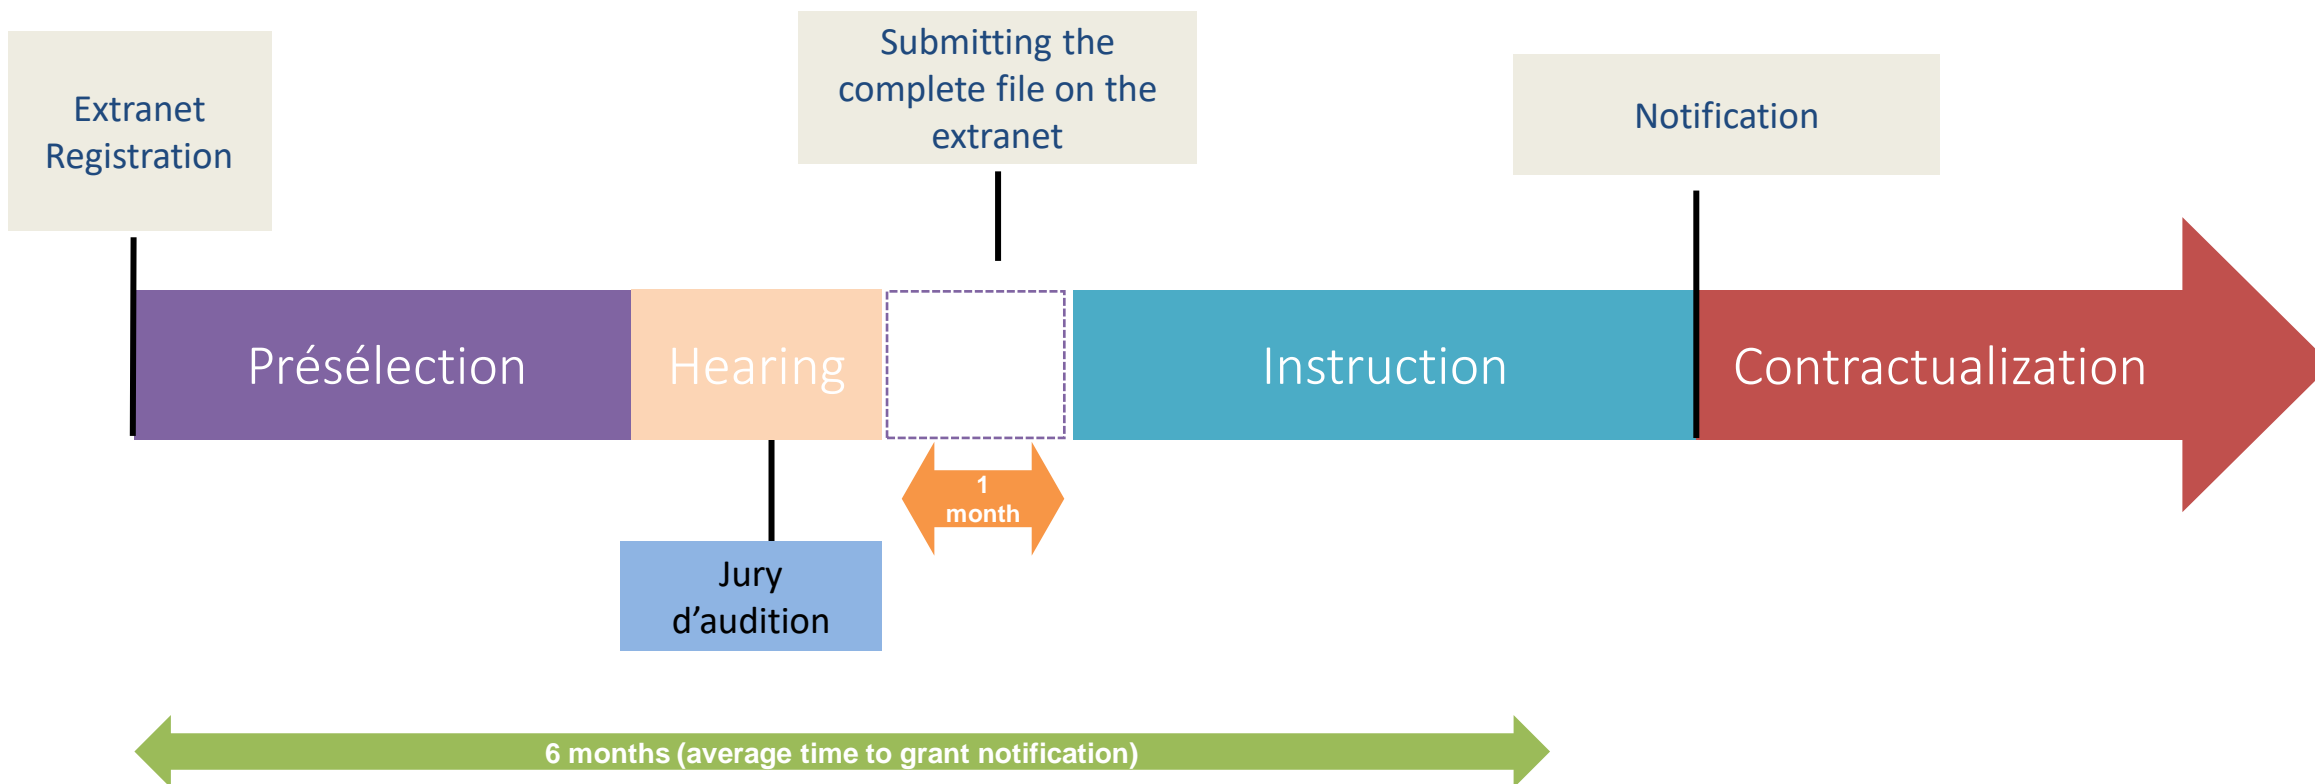 Extranet
Registration
Submitting the
complete file on the
extranet
Notification
Présélection
Hearing
Instruction
Contractualization
1
month
Jury
d’audition
6 months (average time to grant notification)